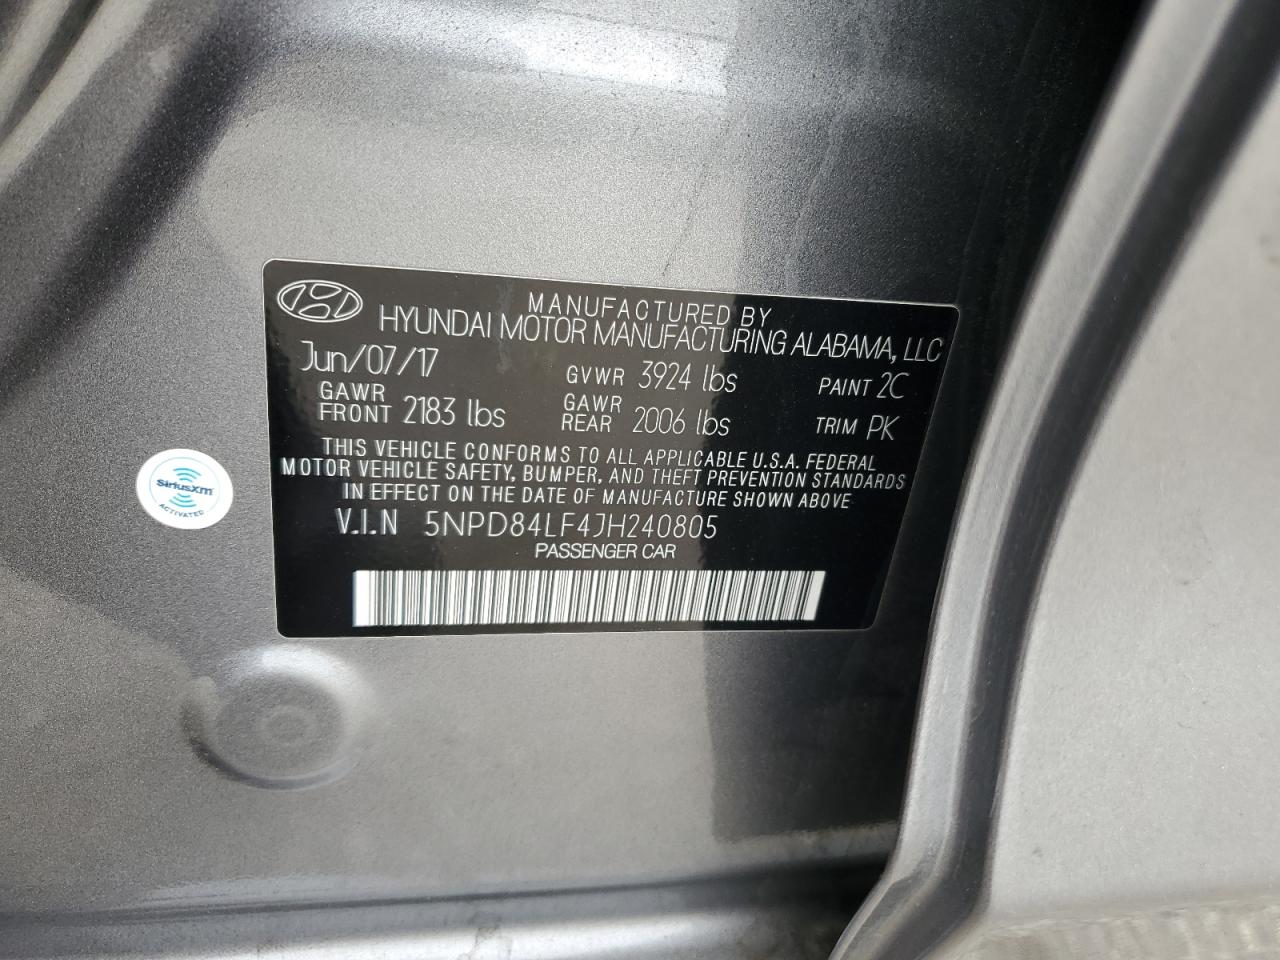 MANUFACTURED BY
HYUNDAI MOTOR MANUFACTURING ALABAMA, LLC
Jun/07/17 GVWR 3924 lbs PAINT 2C
GAWR FRONT 2183 lbs GAWR REAR 2006 lbs TRIM PK
THIS VEHICLE CONFORMS TO ALL APPLICABLE U.S.A. FEDERAL
MOTOR VEHICLE SAFETY, BUMPER, AND THEFT PREVENTION STANDARDS
IN EFFECT ON THE DATE OF MANUFACTURE SHOWN ABOVE
V.I.N 5NPD84LF4JH240805
PASSENGER CAR
SiriusXM
ACTIVATED